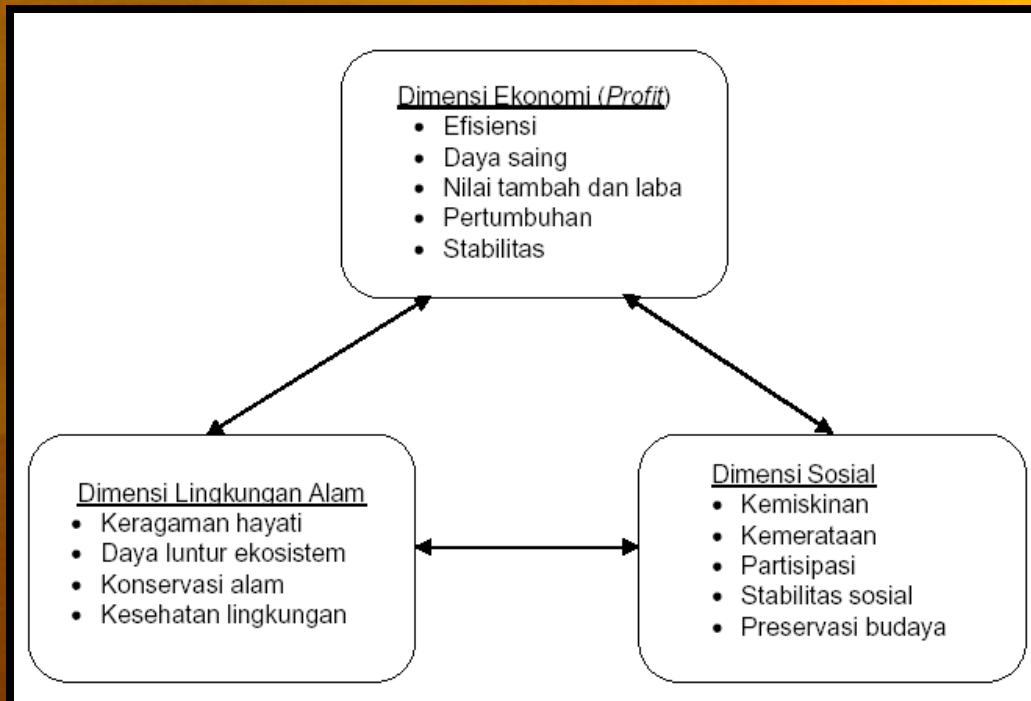 Dimensi Ekonomi (Profit)
• Efisiensi
• Daya saing
• Nilai tambah dan laba
• Pertumbuhan
• Stabilitas
Dimensi Lingkungan Alam
• Keragaman hayati
• Daya luntur ekosistem
• Konservasi alam
• Kesehatan lingkungan
Dimensi Sosial
• Kemiskinan
• Kemerataan
• Partisipasi
• Stabilitas sosial
• Preservasi budaya